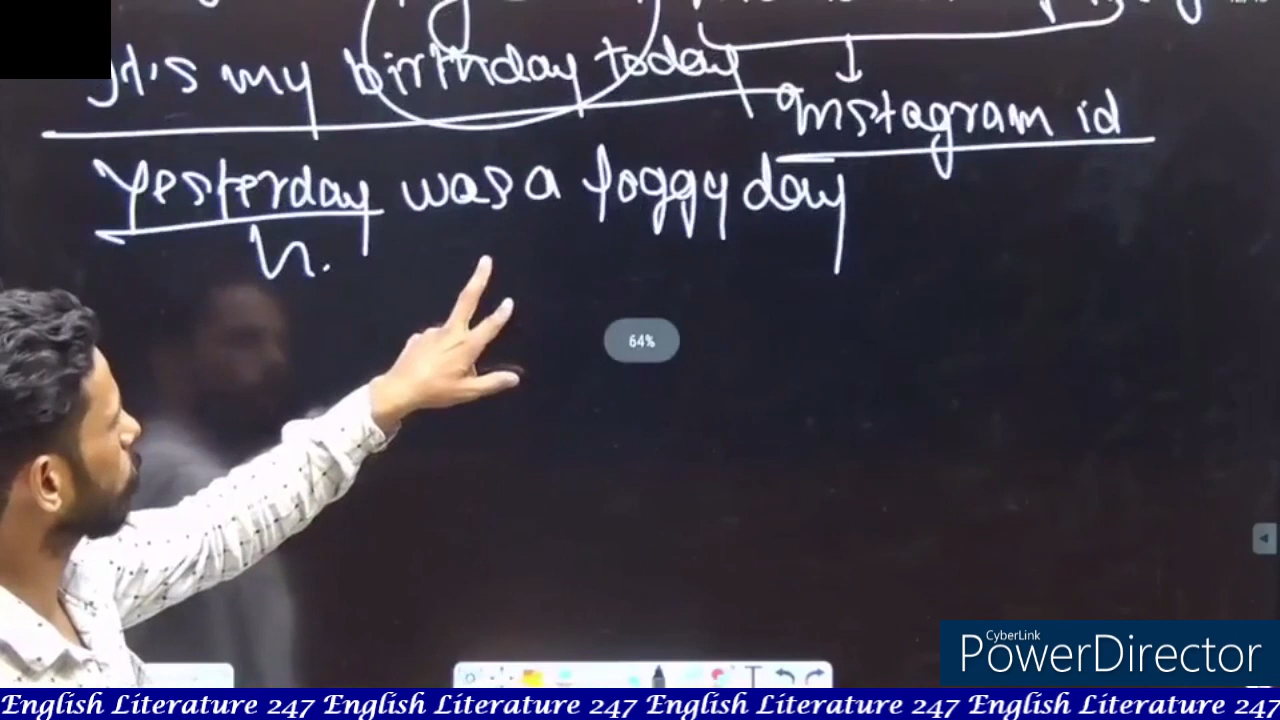 It's my birthday today
Instagram id
Yesterday was a foggy day
n.
64%
CyberLink
PowerDirector
English Literature 247 English Literature 247 English Literature 247 English Literature 247